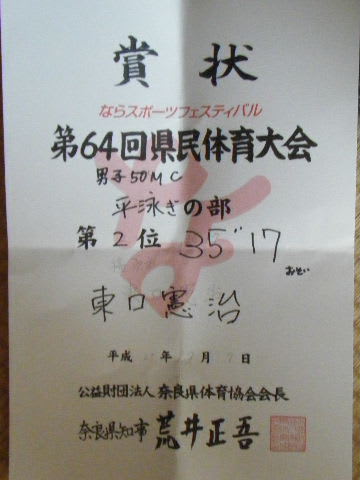 賞状
ならスポーツフェスティバル
第64回県民体育大会
男子50MC
平泳ぎの部
第2位 35"17
おそい
東口憲治
平成 年 月 日
公益財団法人 奈良県体育協会会長
奈良県知事 荒井正吾